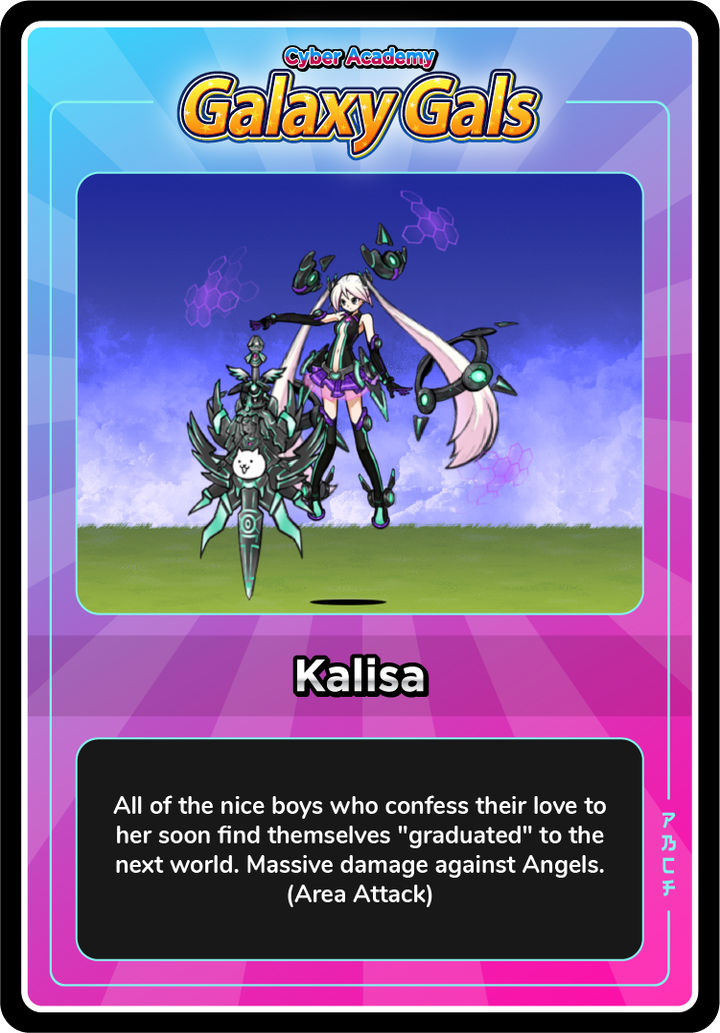 Cyber Academy
Galaxy Gals
Kalisa
All of the nice boys who confess their love to
her soon find themselves "graduated" to the
next world. Massive damage against Angels.
(Area Attack)